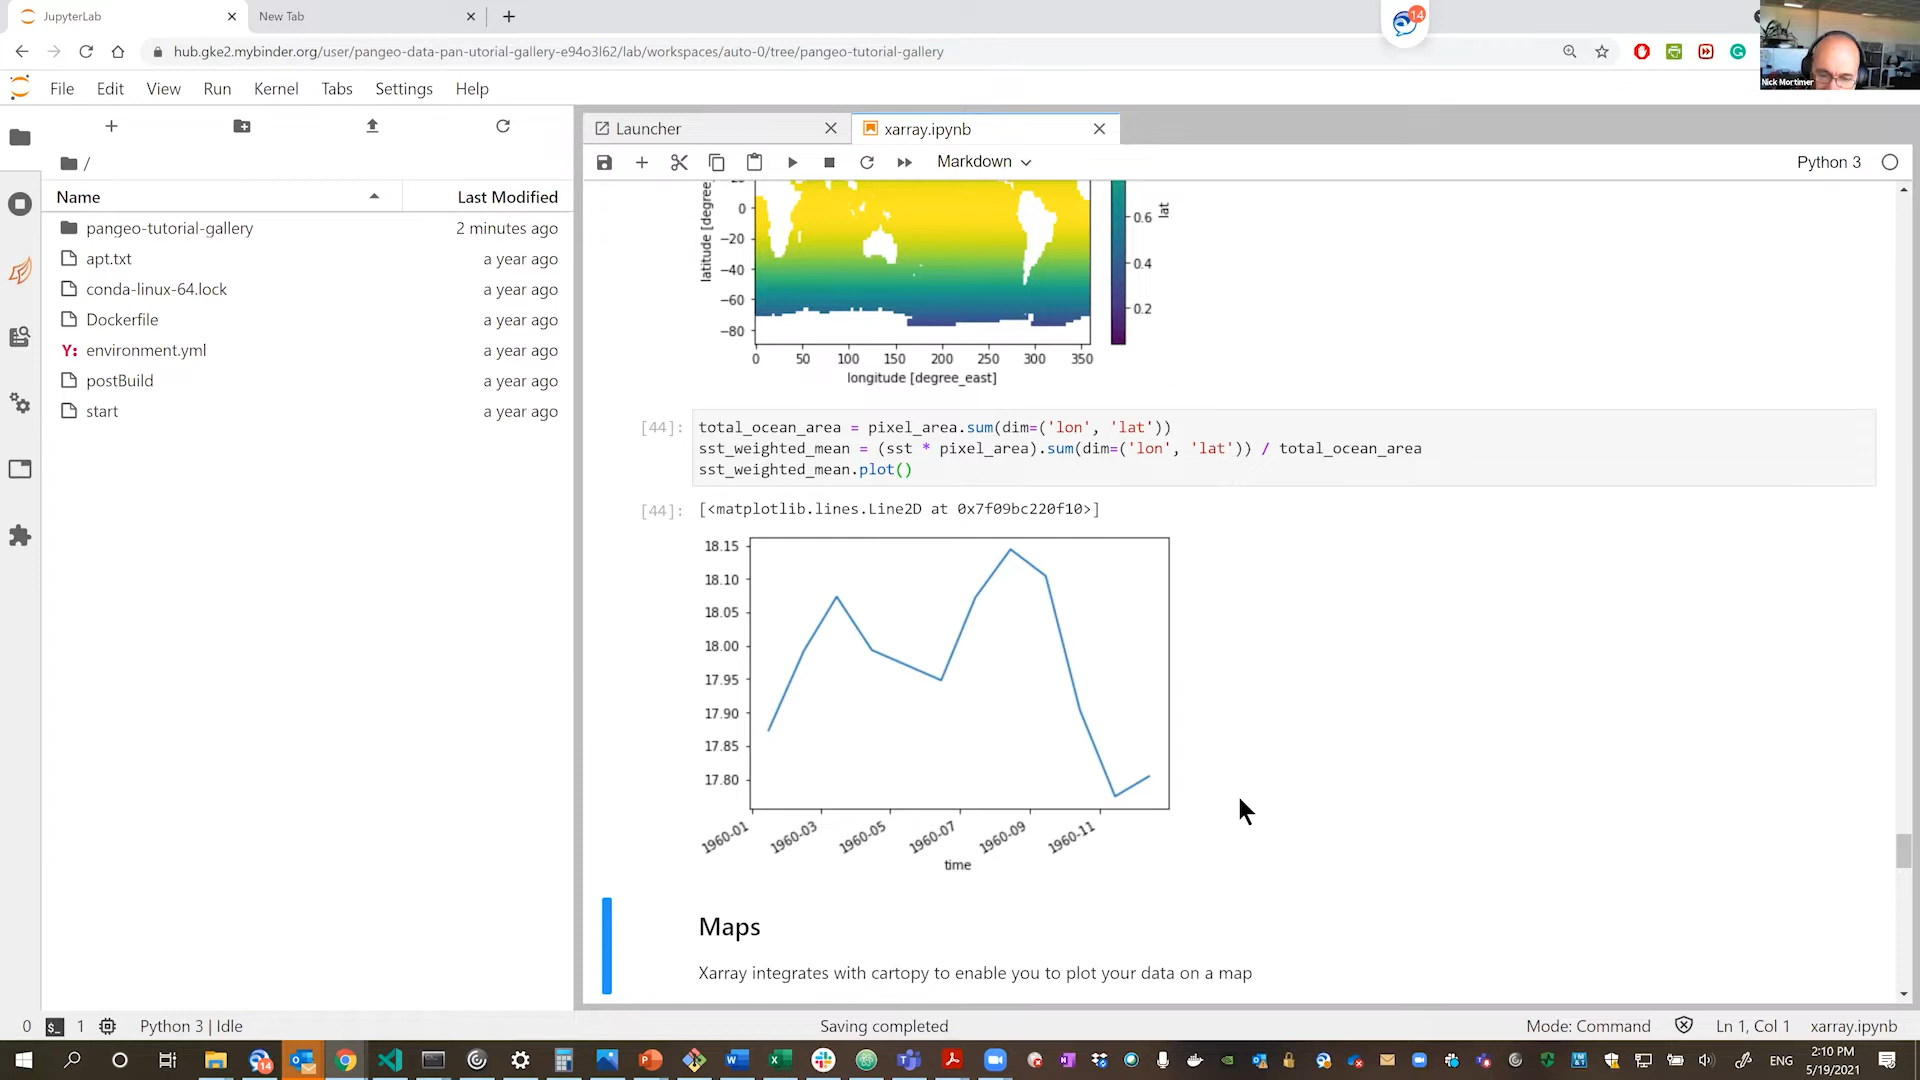 JupyterLab
New Tab
14
hub.gke2.mybinder.org/user/pangeo-data-pan-utorial-gallery-e94o3l62/lab/workspaces/auto-0/tree/pangeo-tutorial-gallery
Nick Mortimer
File Edit View Run Kernel Tabs Settings Help
/
Name Last Modified
pangeo-tutorial-gallery 2 minutes ago
apt.txt a year ago
conda-linux-64.lock a year ago
Dockerfile a year ago
Y: environment.yml a year ago
postBuild a year ago
start a year ago
Launcher
xarray.ipynb
Markdown
Python 3
latitude [degree_
0
−20
−40
−60
−80
0 50 100 150 200 250 300 350
longitude [degree_east]
0.6
0.4
0.2
lat
[44]:
total_ocean_area = pixel_area.sum(dim=('lon', 'lat'))
sst_weighted_mean = (sst * pixel_area).sum(dim=('lon', 'lat')) / total_ocean_area
sst_weighted_mean.plot()
[44]: [<matplotlib.lines.Line2D at 0x7f09bc220f10>]
18.15
18.10
18.05
18.00
17.95
17.90
17.85
17.80
1960-01 1960-03 1960-05 1960-07 1960-09 1960-11
time
Maps
Xarray integrates with cartopy to enable you to plot your data on a map
0 1 Python 3 | Idle Saving completed Mode: Command Ln 1, Col 1 xarray.ipynb
14
ENG
2:10 PM
5/19/2021